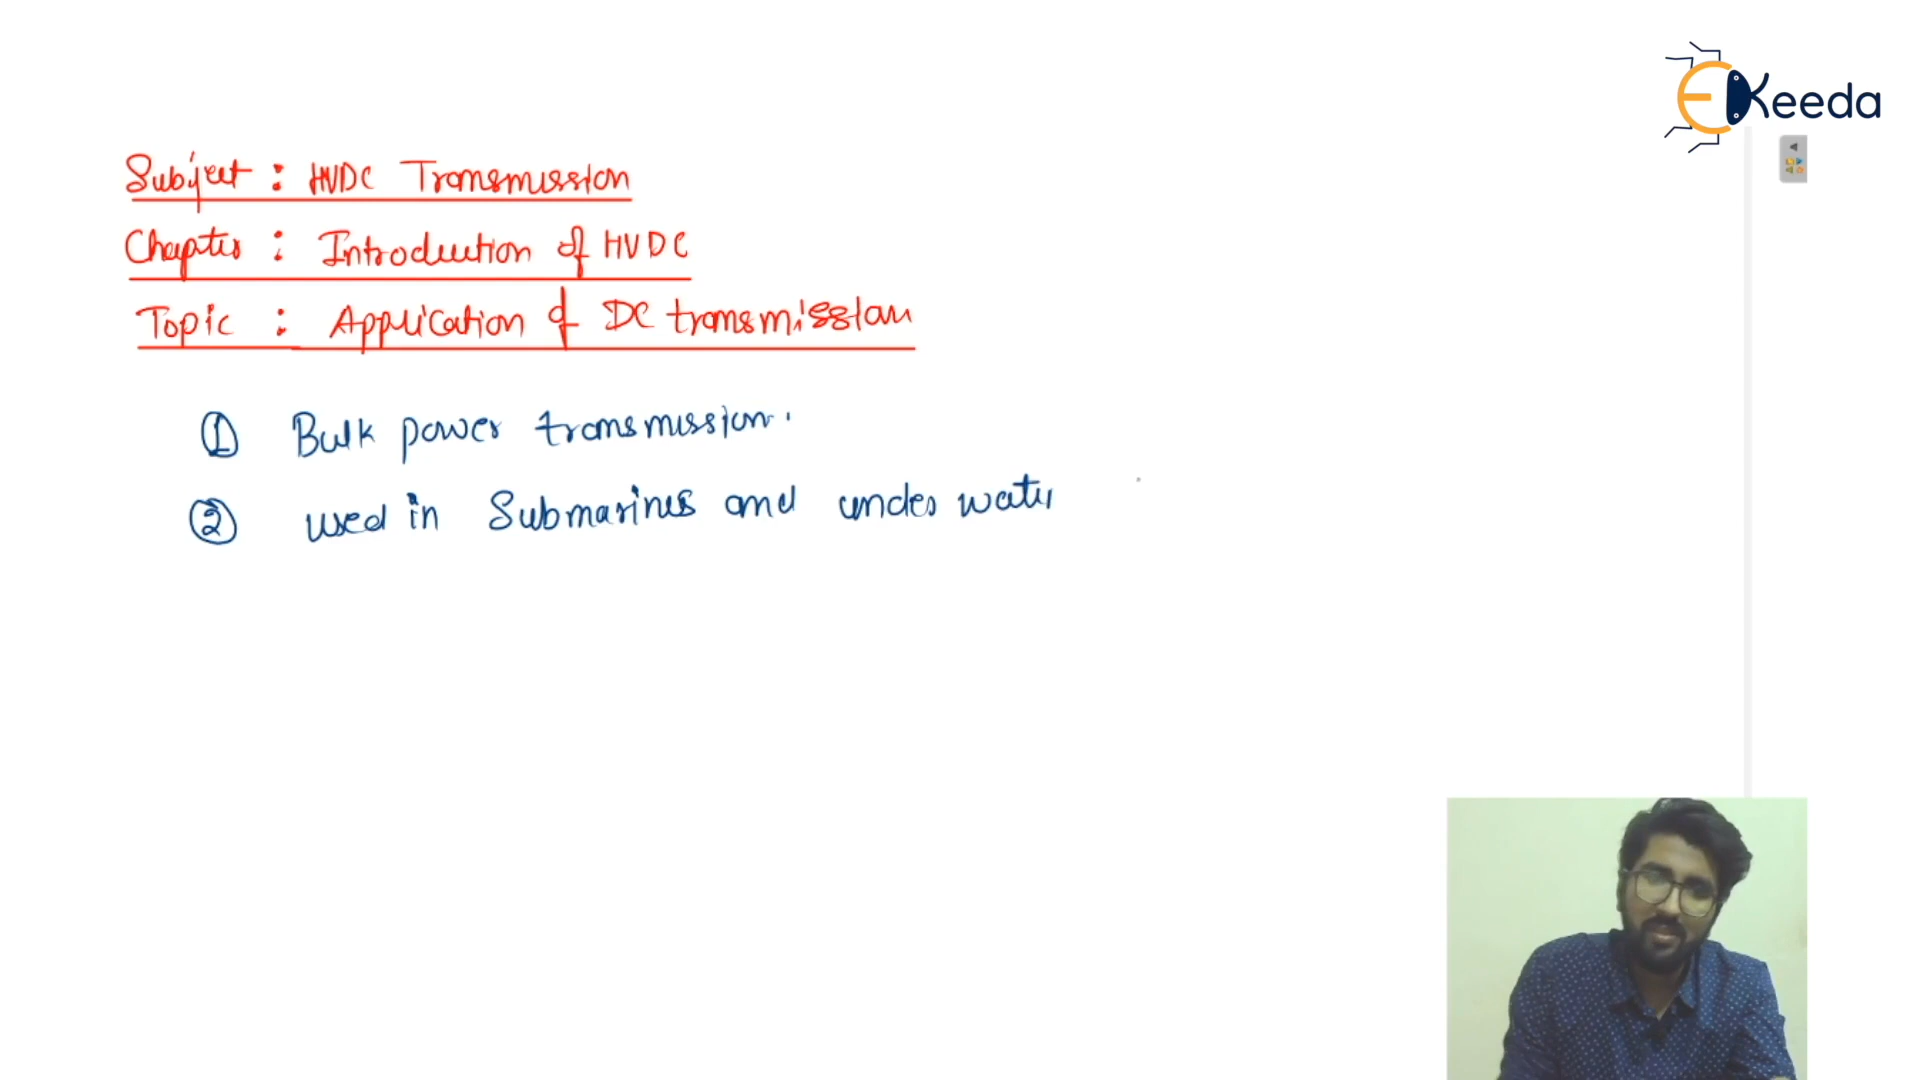 EKeeda
Subject : HVDC Transmission
Chapter : Introduction of HVDC
Topic : Application of DC transmission
① Bulk power transmission.
② used in Submarines and under water